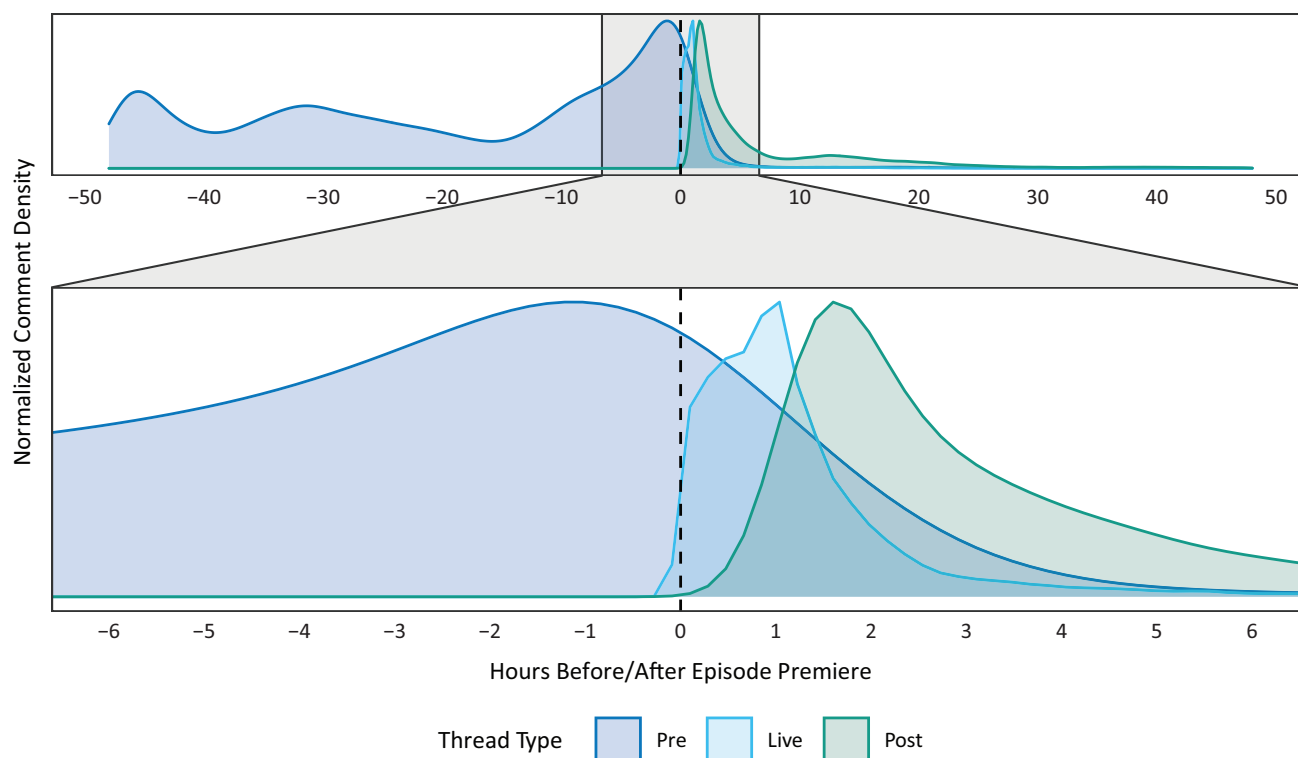 −50 −40 −30 −20 −10 0 10 20 30 40 50
Normalized Comment Density
−6 −5 −4 −3 −2 −1 0 1 2 3 4 5 6
Hours Before/After Episode Premiere
Thread Type Pre Live Post